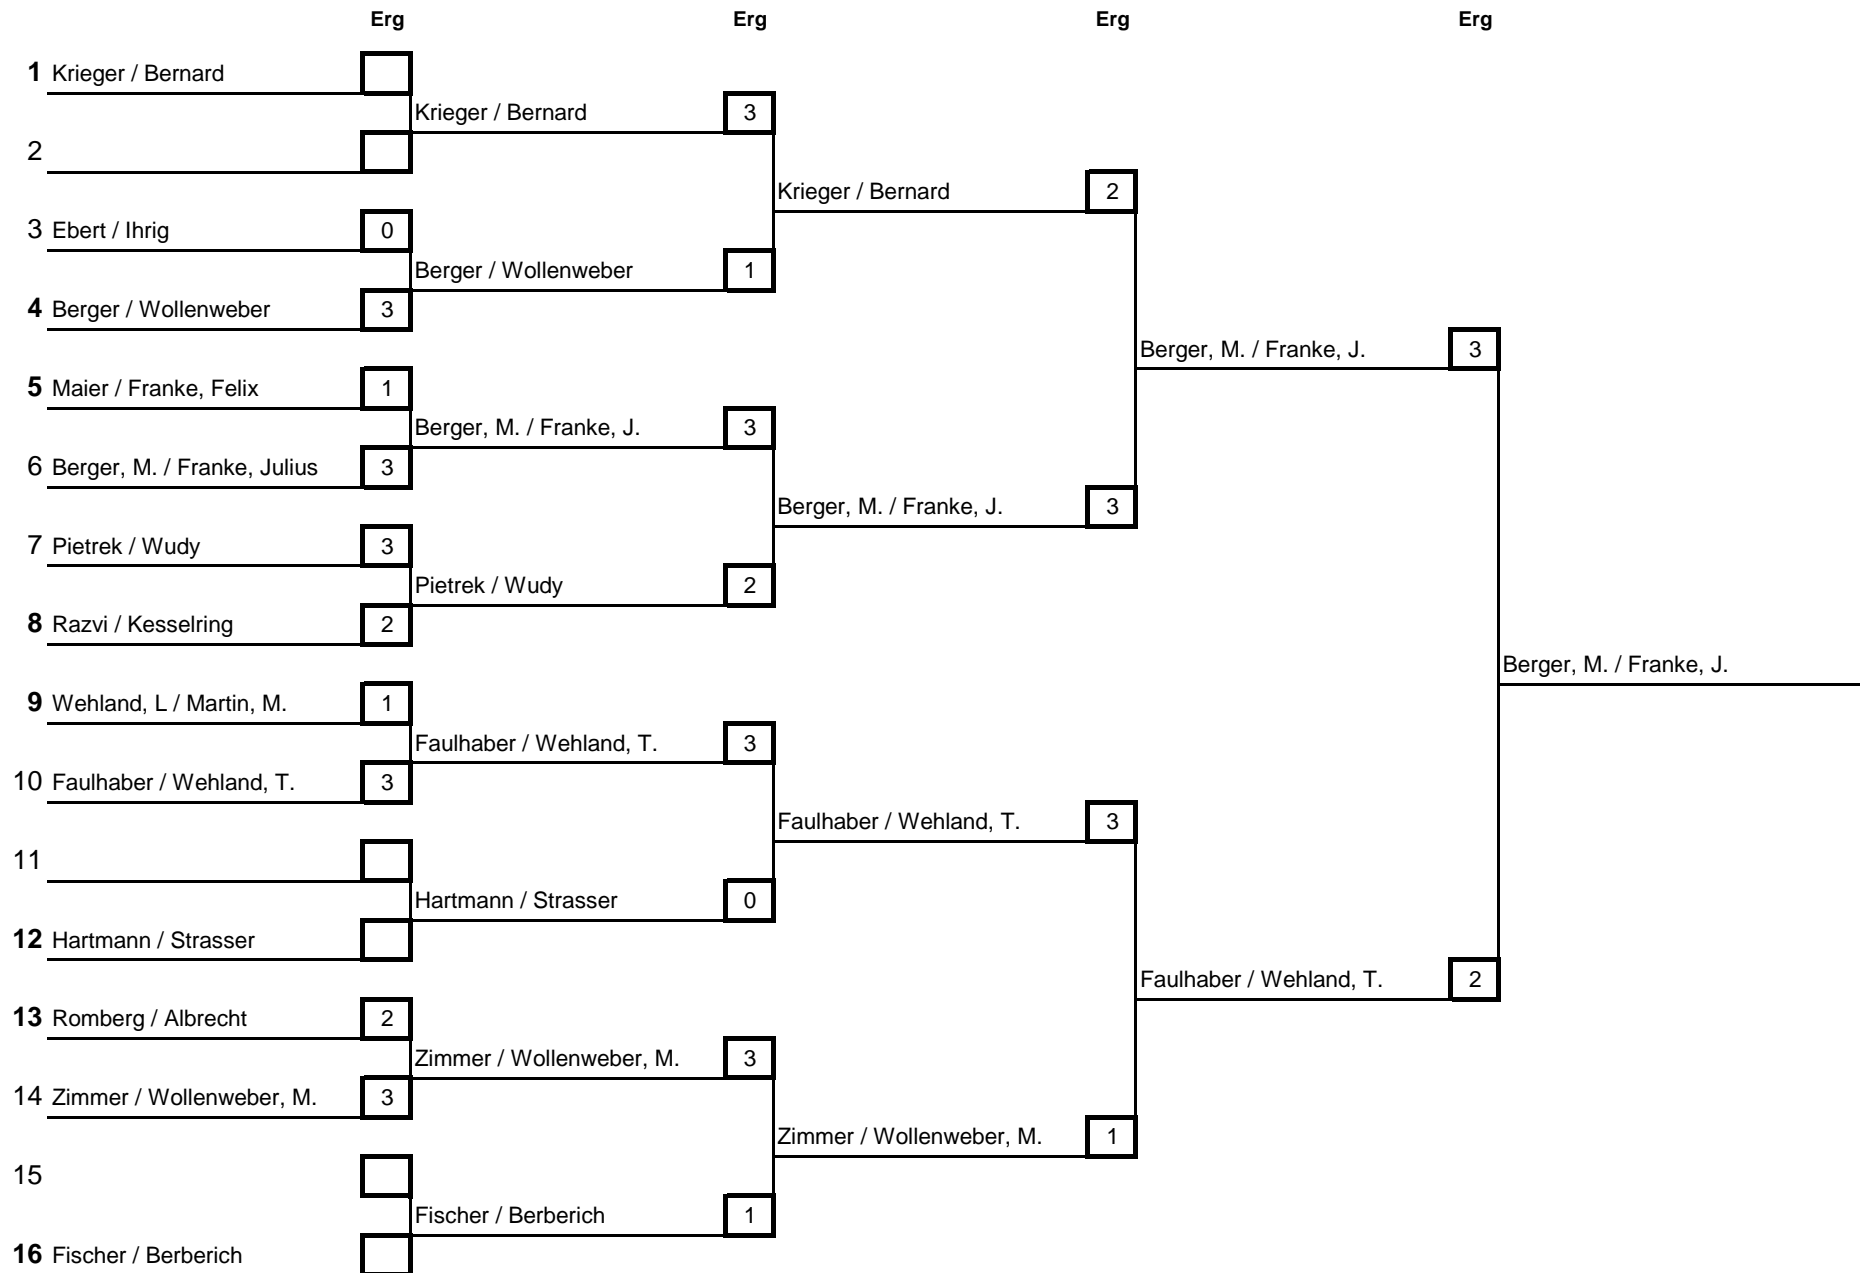 Erg Erg Erg Erg
1 Krieger / Bernard
Krieger / Bernard 3
2
Krieger / Bernard 2
3 Ebert / Ihrig 0
Berger / Wollenweber 1
4 Berger / Wollenweber 3
Berger, M. / Franke, J. 3
5 Maier / Franke, Felix 1
Berger, M. / Franke, J. 3
6 Berger, M. / Franke, Julius 3
Berger, M. / Franke, J. 3
7 Pietrek / Wudy 3
Pietrek / Wudy 2
8 Razvi / Kesselring 2
Berger, M. / Franke, J.
9 Wehland, L / Martin, M. 1
Faulhaber / Wehland, T. 3
10 Faulhaber / Wehland, T. 3
Faulhaber / Wehland, T. 3
11
Hartmann / Strasser 0
12 Hartmann / Strasser
Faulhaber / Wehland, T. 2
13 Romberg / Albrecht 2
Zimmer / Wollenweber, M. 3
14 Zimmer / Wollenweber, M. 3
Zimmer / Wollenweber, M. 1
15
Fischer / Berberich 1
16 Fischer / Berberich